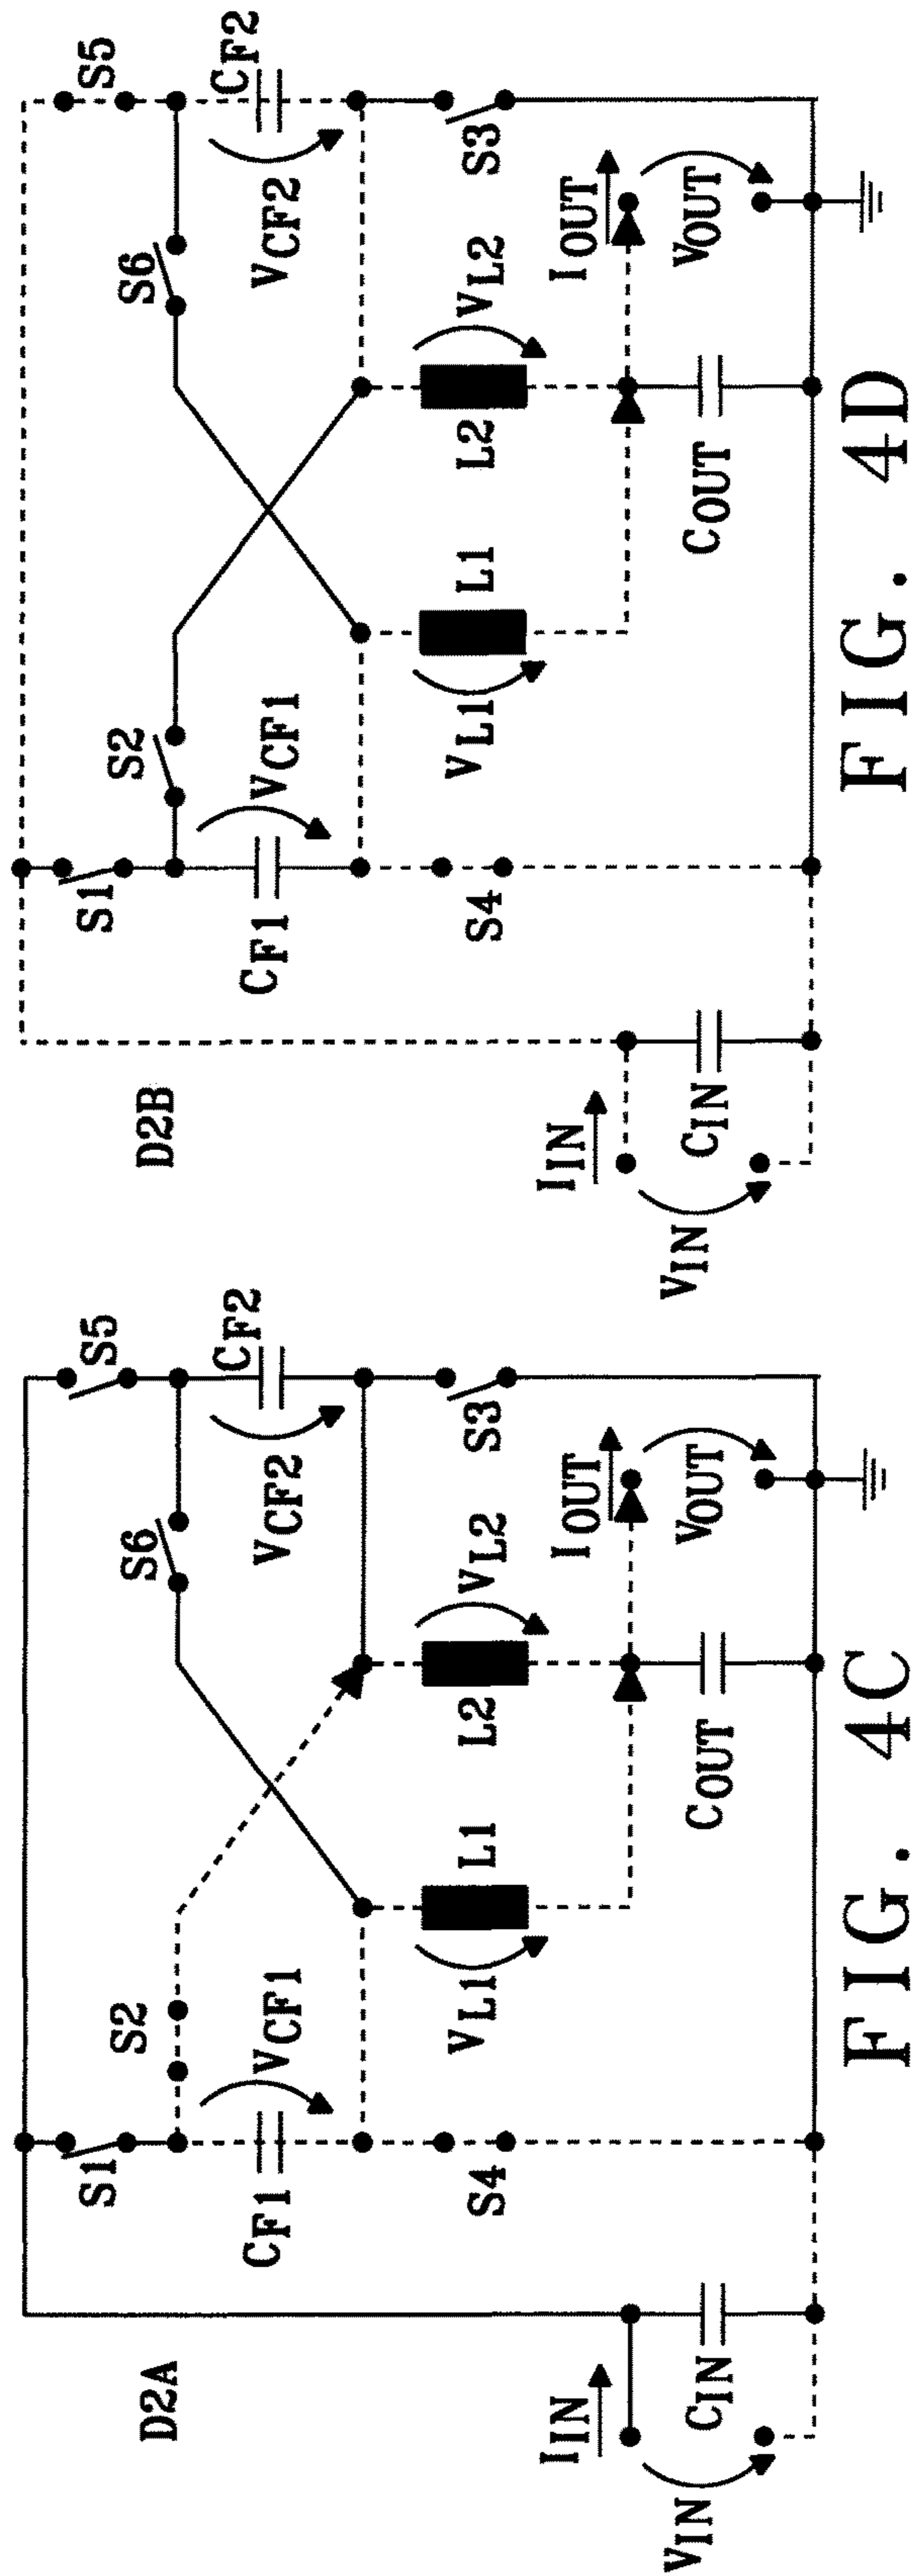 D2A
S1
S2
S6
S5
CF1
VCF1
VCF2
CF2
S4
VL1
L1
L2
VL2
S3
IIN
VIN
CIN
COUT
IOUT
VOUT
FIG. 4C
D2B
S1
S2
S6
S5
CF1
VCF1
VCF2
CF2
S4
VL1
L1
L2
VL2
S3
IIN
VIN
CIN
COUT
IOUT
VOUT
FIG. 4D